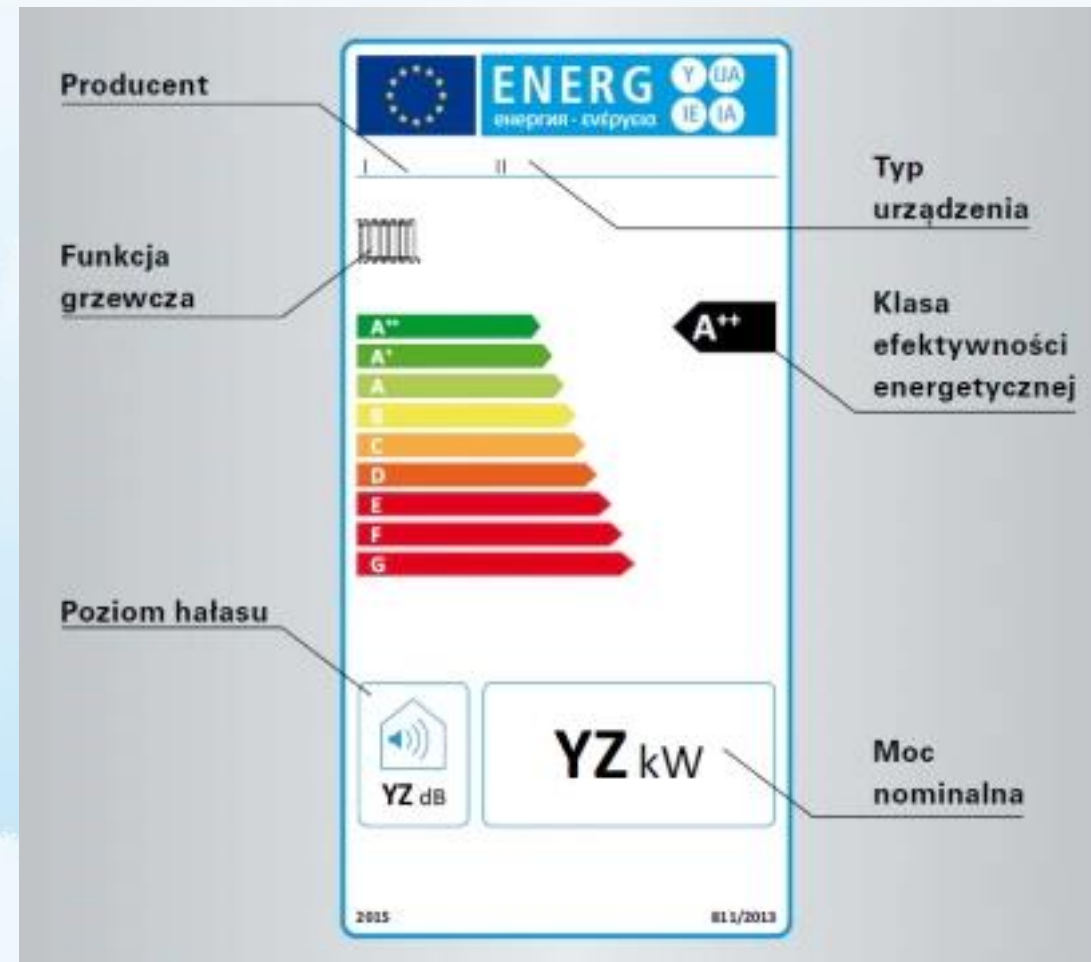 Producent
ENERG
Y UA
IE IA
енергия · ενέργεια
I II
Typ
urządzenia
Funkcja
grzewcza
A++
A+
A
B
C
D
E
F
G
A++
Klasa
efektywności
energetycznej
Poziom hałasu
YZ dB
YZ kW
Moc
nominalna
2015 811/2013